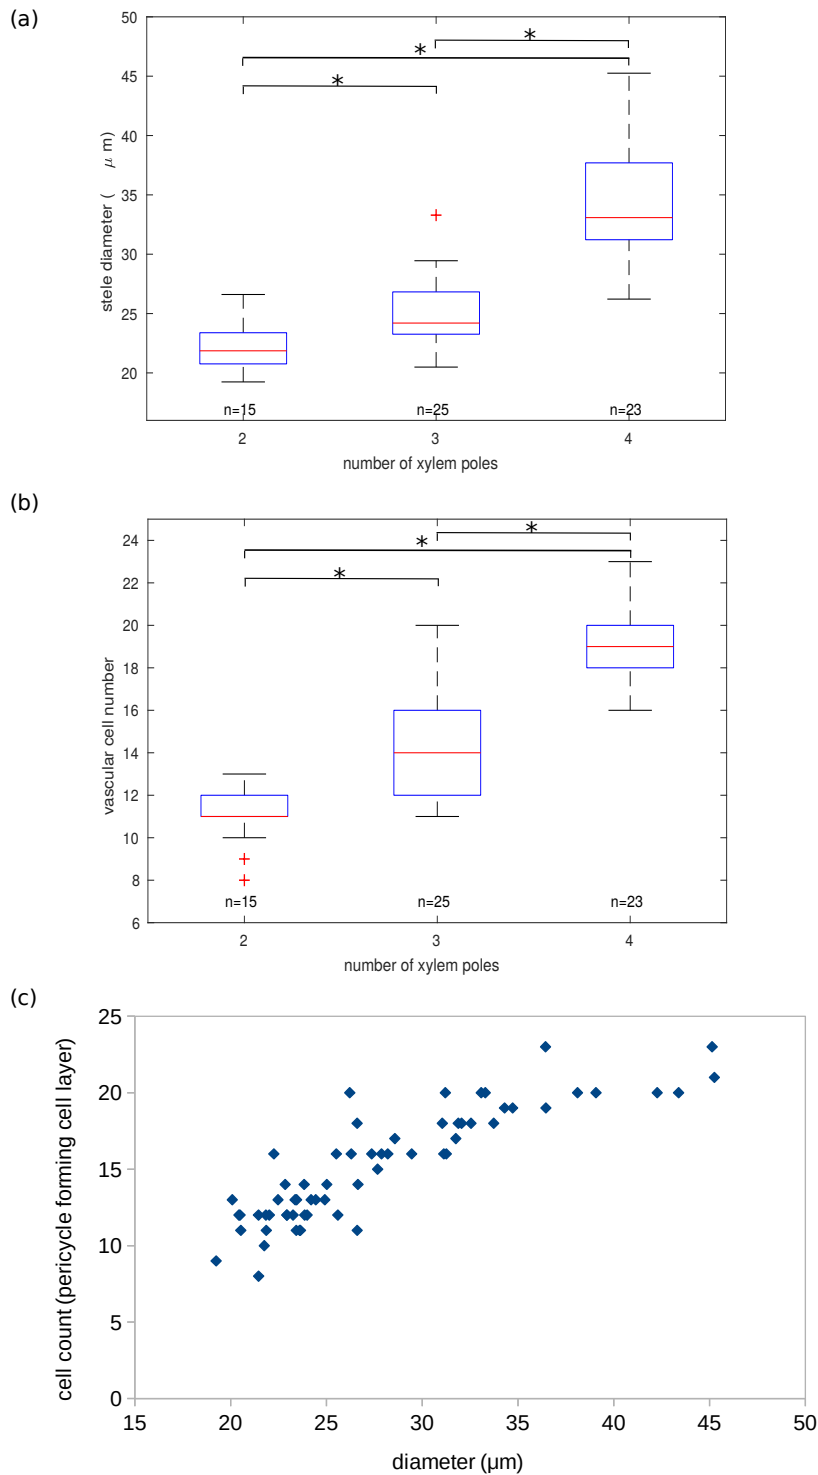 (a)
50
45
40
35
30
25
20
stele diameter ( μ m)
*
*
*
n=15
n=25
n=23
2
3
4
number of xylem poles
(b)
24
22
20
18
16
14
12
10
8
6
vascular cell number
*
*
*
n=15
n=25
n=23
2
3
4
number of xylem poles
(c)
25
20
15
10
5
0
cell count (pericycle forming cell layer)
15
20
25
30
35
40
45
50
diameter (μm)